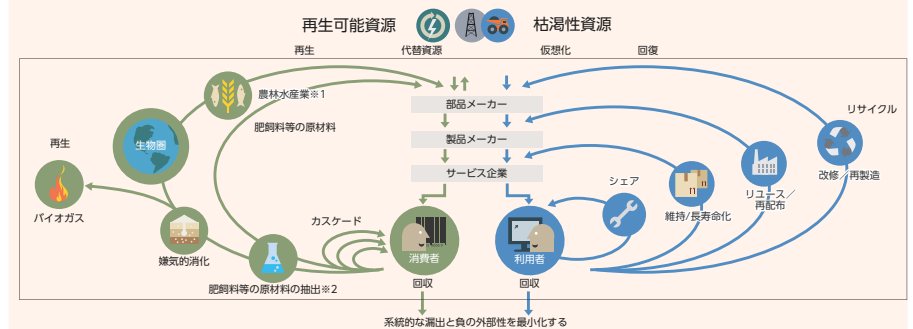 再生可能資源
枯渇性資源
再生
代替資源
仮想化
回復
農林水産業※1
肥肥料等の原材料
部品メーカー
製品メーカー
サービス企業
リサイクル
改修／再製造
リユース／
再配布
維持/長寿命化
シェア
生物圏
再生
バイオガス
嫌気的消化
カスケード
肥飼料等の原材料の抽出※2
消費者
利用者
回収
回収
系統的な漏出と負の外部性を最小化する